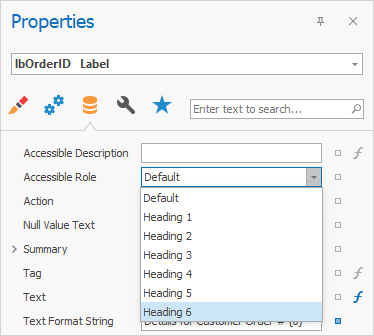 Properties
lbOrderID Label
Enter text to search...
Accessible Description
Accessible Role Default
Action Default
Heading 1
Null Value Text Heading 2
Summary Heading 3
Tag Heading 4
Text Heading 5
Heading 6
Text Format String Details for Customer Order # {0}